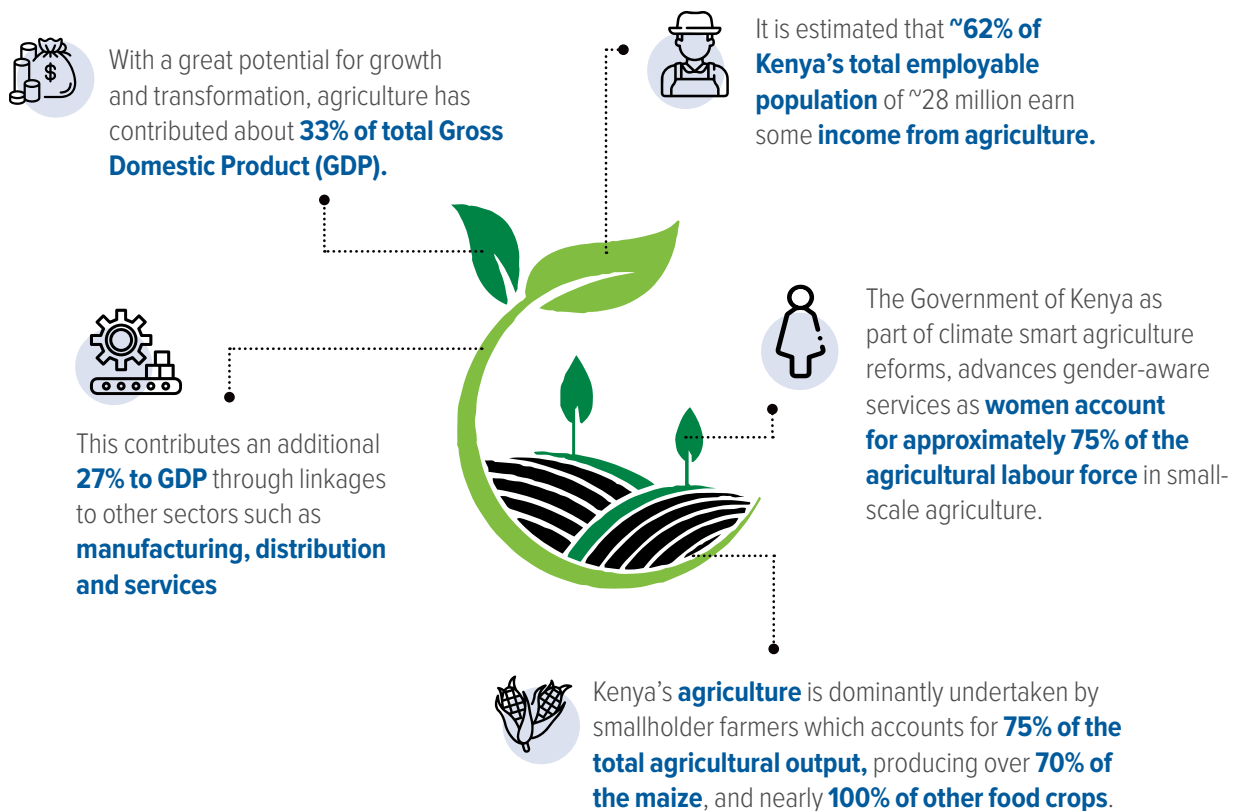 With a great potential for growth
and transformation, agriculture has
contributed about 33% of total Gross
Domestic Product (GDP).
It is estimated that ~62% of
Kenya's total employable
population of ~28 million earn
some income from agriculture.
This contributes an additional
27% to GDP through linkages
to other sectors such as
manufacturing, distribution
and services
The Government of Kenya as
part of climate smart agriculture
reforms, advances gender-aware
services as women account
for approximately 75% of the
agricultural labour force in small-
scale agriculture.
Kenya's agriculture is dominantly undertaken by
smallholder farmers which accounts for 75% of the
total agricultural output, producing over 70% of
the maize, and nearly 100% of other food crops.